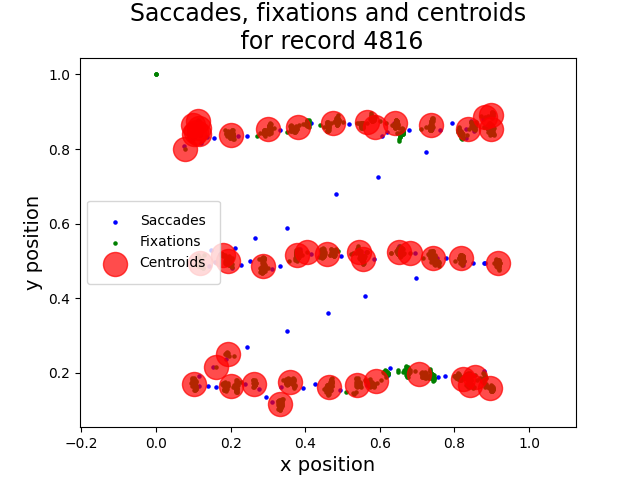 Saccades, fixations and centroids
for record 4816
1.0
0.8
0.6
0.4
0.2
y position
Saccades
Fixations
Centroids
−0.2
0.0
0.2
0.4
0.6
0.8
1.0
x position